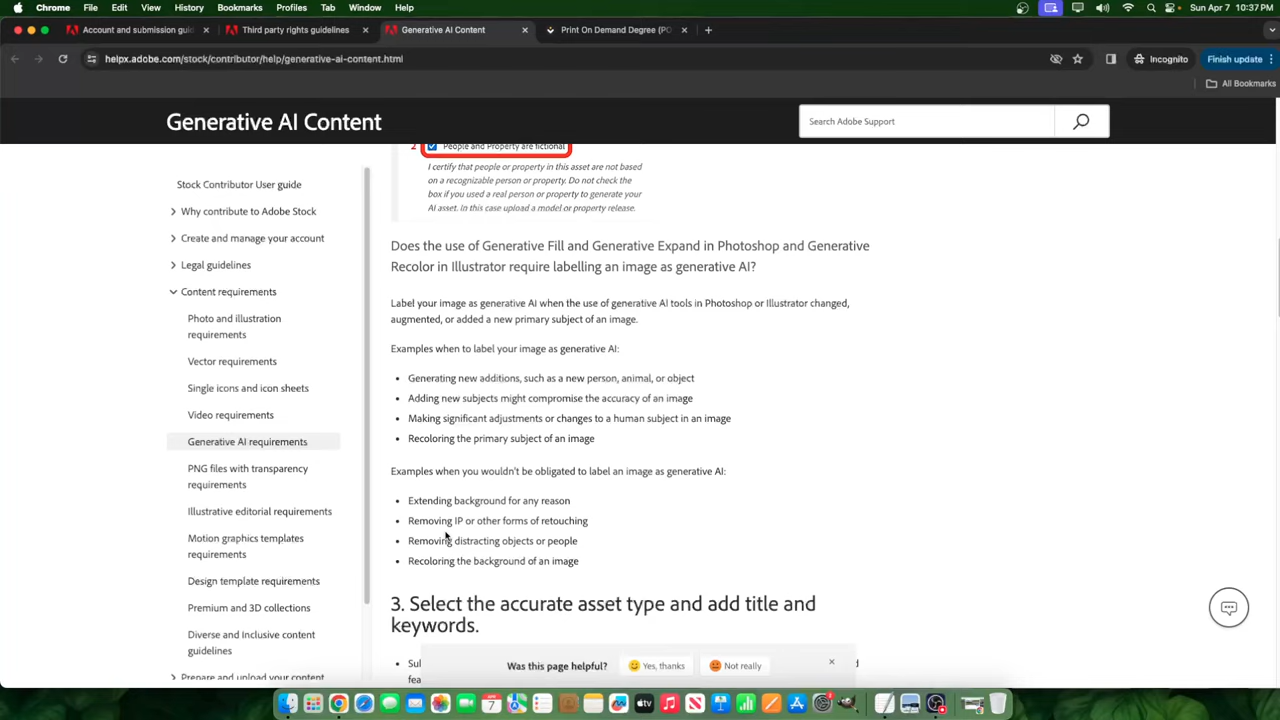 Chrome File Edit View History Bookmarks Profiles Tab Window Help Sun Apr 7 10:37 PM
Account and submission gui Third party rights guidelines Generative AI Content Print On Demand Degree (PO
helpx.adobe.com/stock/contributor/help/generative-ai-content.html Incognito Finish update
All Bookmarks
Generative AI Content
Search Adobe Support
Stock Contributor User guide
Why contribute to Adobe Stock
Create and manage your account
Legal guidelines
Content requirements
Photo and illustration
requirements
Vector requirements
Single icons and icon sheets
Video requirements
Generative AI requirements
PNG files with transparency
requirements
Illustrative editorial requirements
Motion graphics templates
requirements
Design template requirements
Premium and 3D collections
Diverse and Inclusive content
guidelines
Prepare and upload your content
2 People and Property are fictional
I certify that people or property in this asset are not based
on a recognizable person or property. Do not check the
box if you used a real person or property to generate your
AI asset. In this case upload a model or property release.
Does the use of Generative Fill and Generative Expand in Photoshop and Generative
Recolor in Illustrator require labelling an image as generative AI?
Label your image as generative AI when the use of generative AI tools in Photoshop or Illustrator changed,
augmented, or added a new primary subject of an image.
Examples when to label your image as generative AI:
• Generating new additions, such as a new person, animal, or object
• Adding new subjects might compromise the accuracy of an image
• Making significant adjustments or changes to a human subject in an image
• Recoloring the primary subject of an image
Examples when you wouldn't be obligated to label an image as generative AI:
• Extending background for any reason
• Removing IP or other forms of retouching
• Removing distracting objects or people
• Recoloring the background of an image
3. Select the accurate asset type and add title and
keywords.
Was this page helpful? Yes, thanks Not really